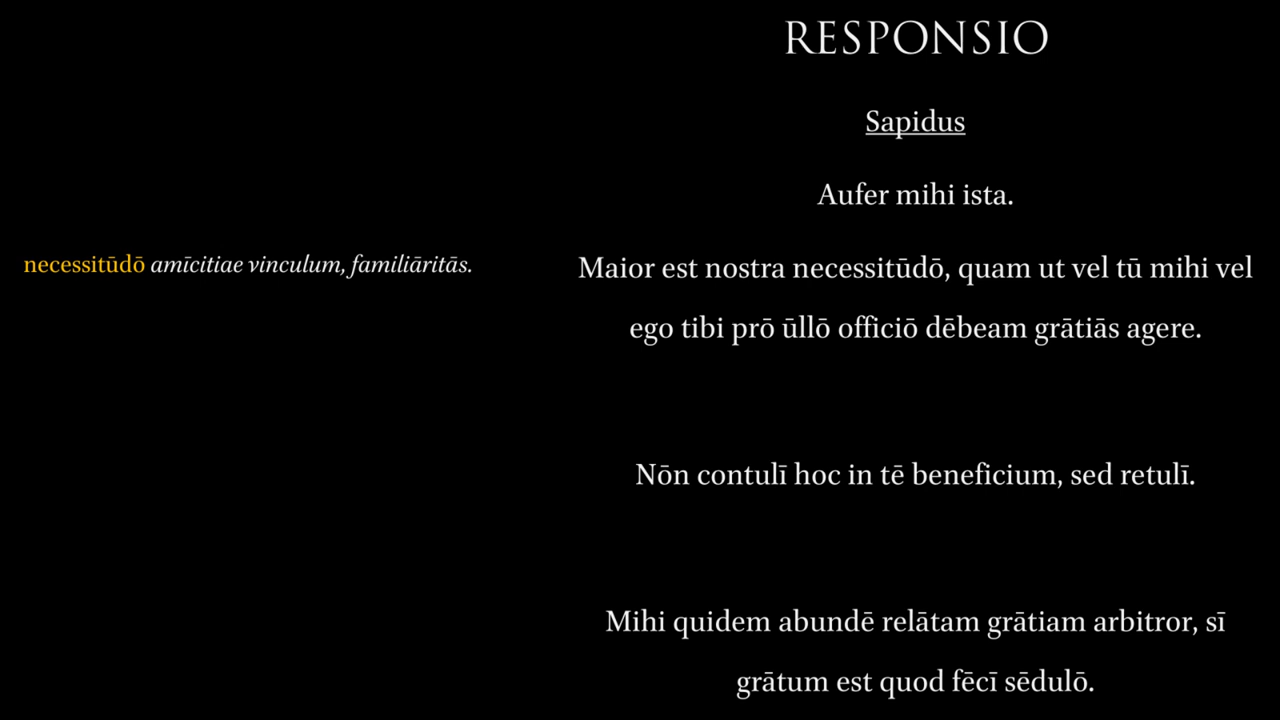 RESPONSIO
Sapidus
Aufer mihi ista.
necessitūdō amīcitiae vinculum, familiāritās.
Maior est nostra necessitūdō, quam ut vel tū mihi vel
ego tibi prō ūllō officiō dēbeam grātiās agere.
Nōn contulī hoc in tē beneficium, sed retulī.
Mihi quidem abundē relātam grātiam arbitror, sī
grātum est quod fēcī sēdulō.